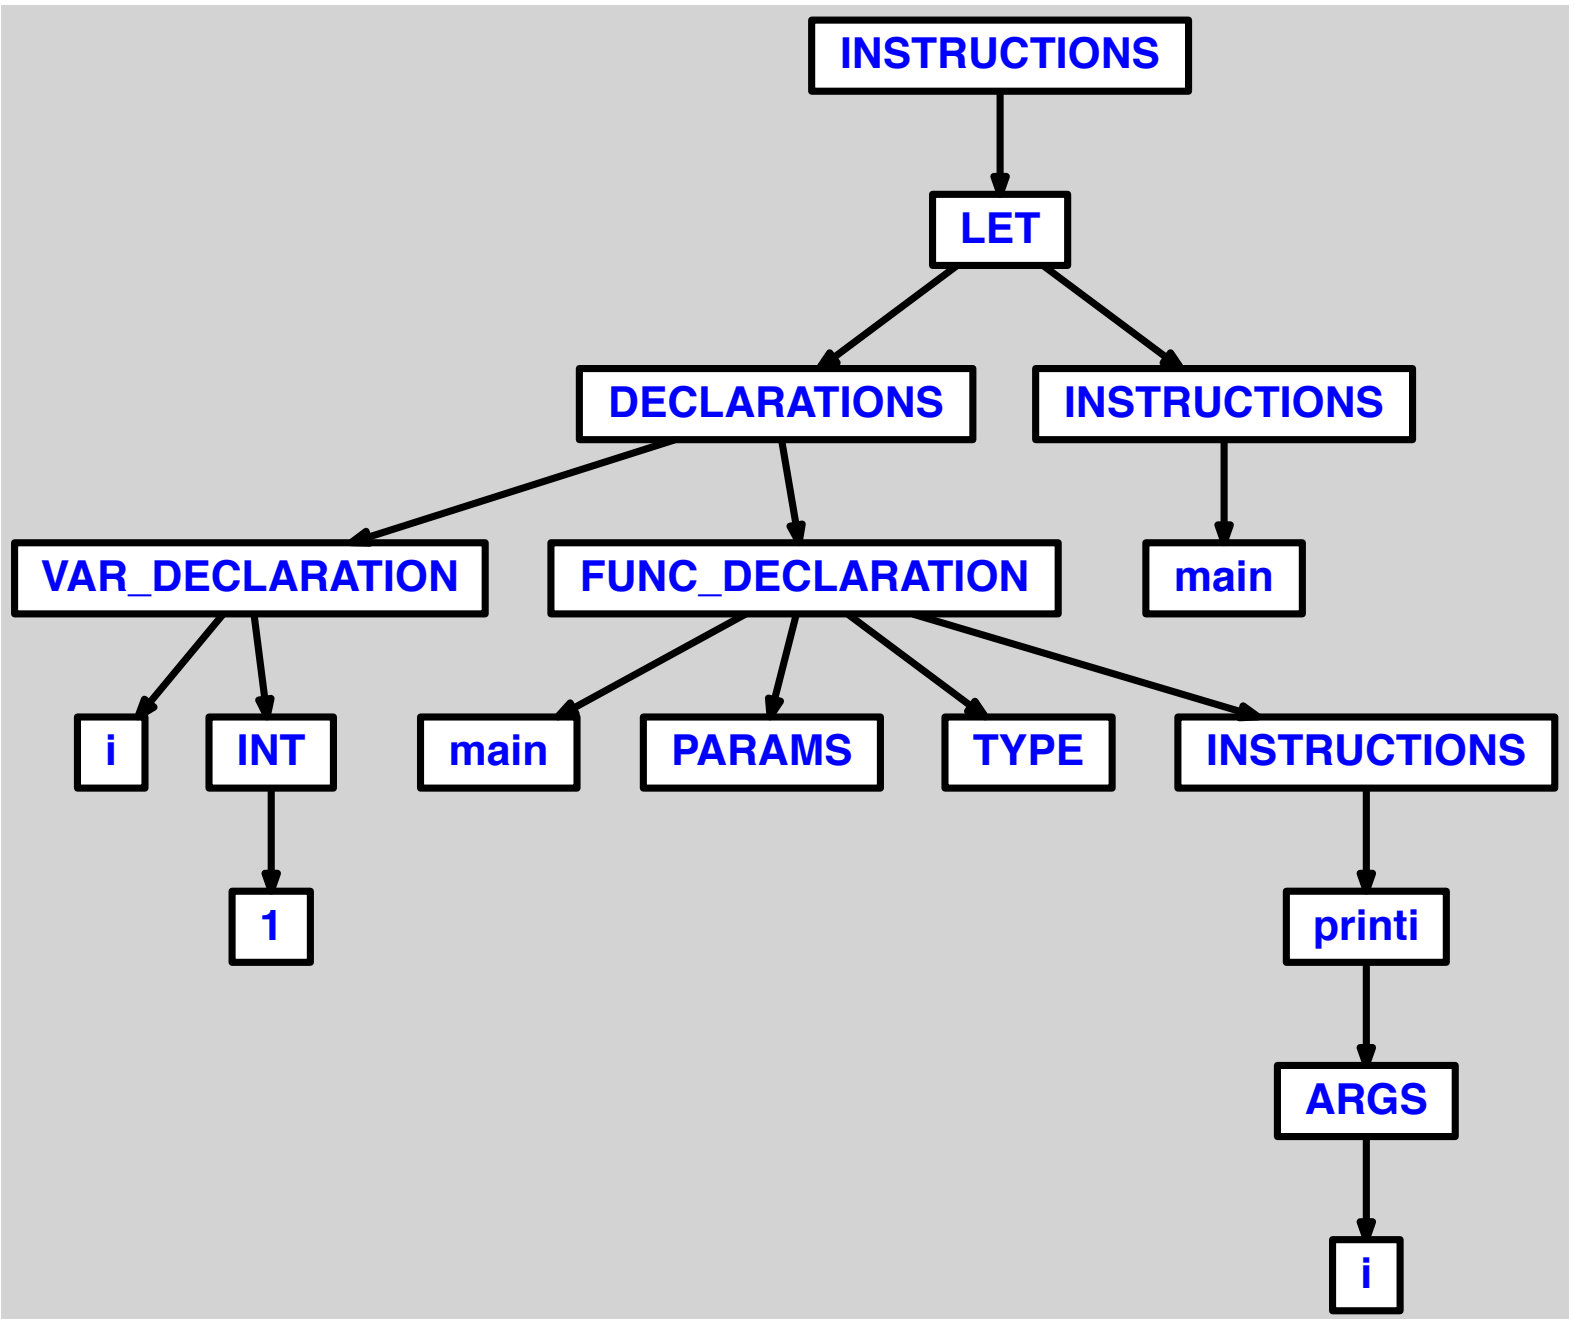 INSTRUCTIONS
LET
DECLARATIONS
INSTRUCTIONS
VAR_DECLARATION
FUNC_DECLARATION
main
i
INT
main
PARAMS
TYPE
INSTRUCTIONS
1
printi
ARGS
i